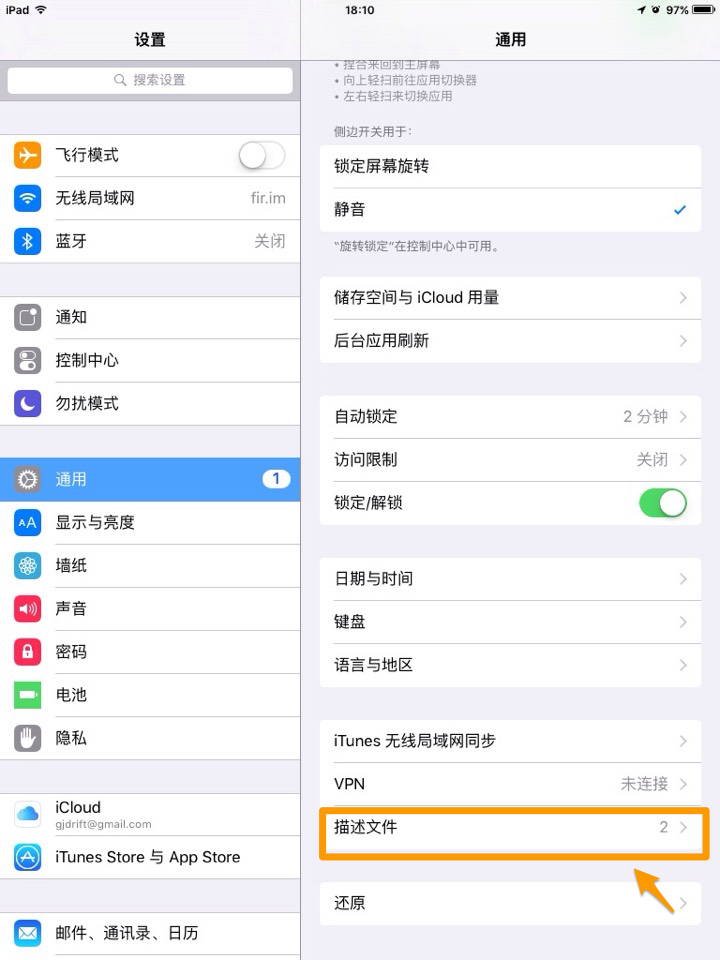 iPad
18:10
97%
设置
搜索设置
飞行模式
无线局域网 fir.im
蓝牙 关闭
通知
控制中心
勿扰模式
通用 1
AA 显示与亮度
墙纸
声音
密码
电池
隐私
iCloud
gjdrift@gmail.com
iTunes Store 与 App Store
邮件、通讯录、日历
通用
• 捏合来回到主屏幕
• 向上轻扫前往应用切换器
• 左右轻扫来切换应用
侧边开关用于：
锁定屏幕旋转
静音
“旋转锁定”在控制中心中可用。
储存空间与 iCloud 用量
后台应用刷新
自动锁定 2 分钟
访问限制 关闭
锁定/解锁
日期与时间
键盘
语言与地区
iTunes 无线局域网同步
VPN 未连接
描述文件 2
还原